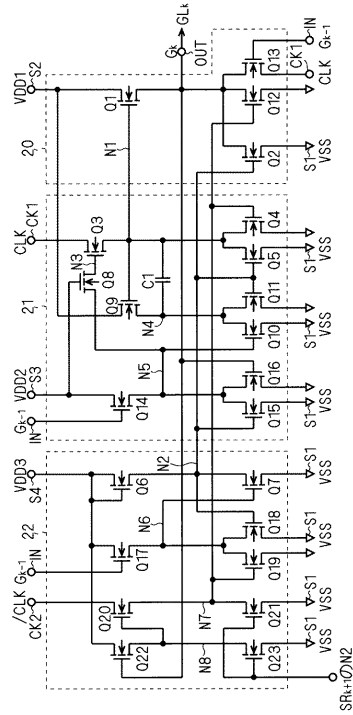 GLk
Gk
OUT
VDD1
S2
20
Q1
N1
Q13
IN
Gk-1
CK1
CLK
Q12
Q2
S1
VSS
CLK
CK1
21
N3
Q8
Q3
Q9
C1
N4
Q4
Q5
S1
VSS
Q11
Q10
S1
VSS
VDD2
S3
Gk-1
IN
Q14
N5
Q16
Q15
S1
VSS
N2
VDD3
S4
22
Q6
N6
Q7
S1
VSS
Gk-1
IN
Q17
Q18
Q19
S1
VSS
/CLK
CK2
Q20
N7
Q21
S1
VSS
Q22
N8
Q23
S1
VSS
SRk+1のN2